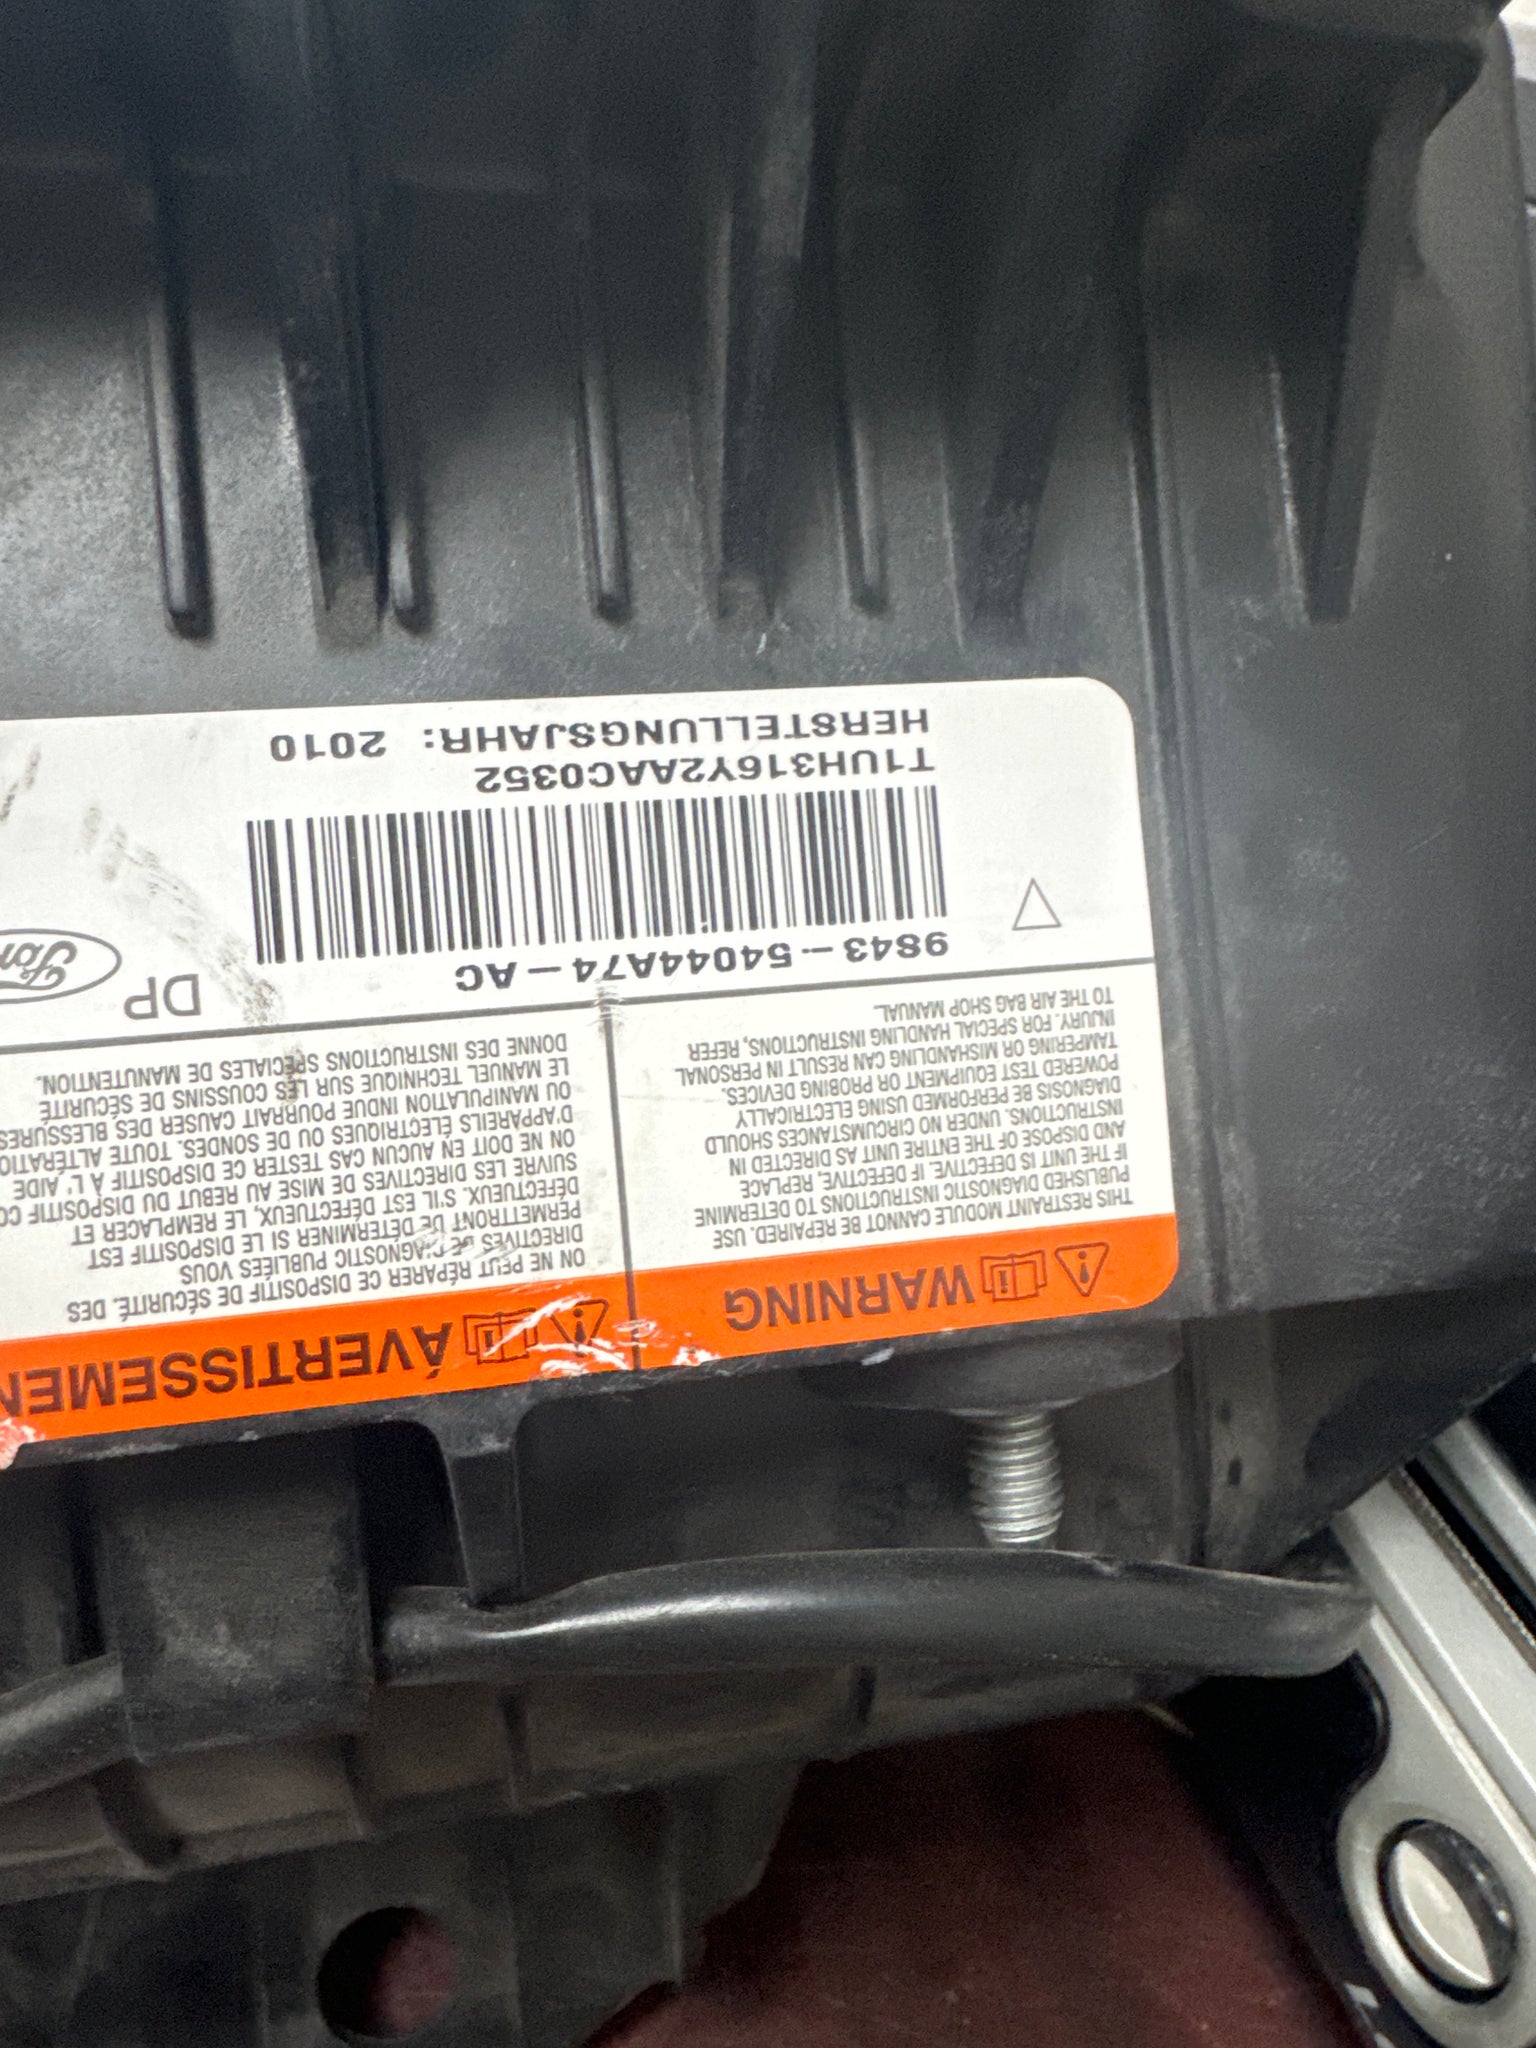 WARNING
THIS RESTRAINT MODULE CANNOT BE REPAIRED. USE
PUBLISHED DIAGNOSTIC INSTRUCTIONS TO DETERMINE
IF THE UNIT IS DEFECTIVE. IF DEFECTIVE, REPLACE
AND DISPOSE OF THE ENTIRE UNIT AS DIRECTED IN
INSTRUCTIONS. UNDER NO CIRCUMSTANCES SHOULD
DIAGNOSIS BE PERFORMED USING ELECTRICALLY
POWERED TEST EQUIPMENT OR PROBING DEVICES.
TAMPERING OR MISHANDLING CAN RESULT IN PERSONAL
INJURY. FOR SPECIAL HANDLING INSTRUCTIONS, REFER
TO THE AIR BAG SHOP MANUAL
ÁVERTISSEMEN
ON NE PEUT RÉPARER CE DISPOSITIF DE SÉCURITÉ. DES
DIRECTIVES DE DIAGNOSTIC PUBLIÉES VOUS
PERMETTRONT DE DÉTERMINER SI LE DISPOSITIF EST
DÉFECTUEUX. S'IL EST DÉFECTUEUX, LE REMPLACER ET
SUIVRE LES DIRECTIVES DE MISE AU REBUT DU DISPOSITIF CO
ON NE DOIT EN AUCUN CAS TESTER CE DISPOSITIF À L' AIDE
D'APPAREILS ÉLECTRIQUES OU DE SONDES. TOUTE ALTÉRATIO
OU MANIPULATION INDUE POURRAIT CAUSER DES BLESSURES
LE MANUEL TECHNIQUE SUR LES COUSSINS DE SÉCURITÉ
DONNE DES INSTRUCTIONS SPÉCIALES DE MANUTENTION.
9S43-54044A74-AC
DP
T1UH316Y2AAC0352
HERSTELLUNGSJAHR: 2010